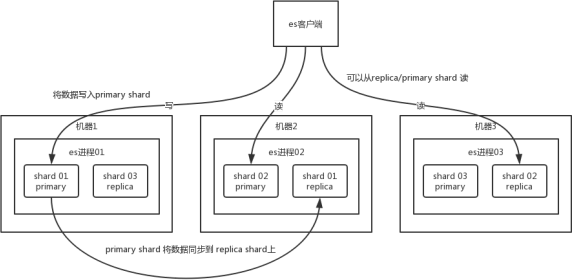 es客户端
将数据写入primary shard
可以从replica/primary shard 读
写
读
读
机器1
机器2
机器3
es进程01
es进程02
es进程03
shard 01
primary
shard 03
replica
shard 02
primary
shard 01
replica
shard 03
primary
shard 02
replica
primary shard 将数据同步到 replica shard上